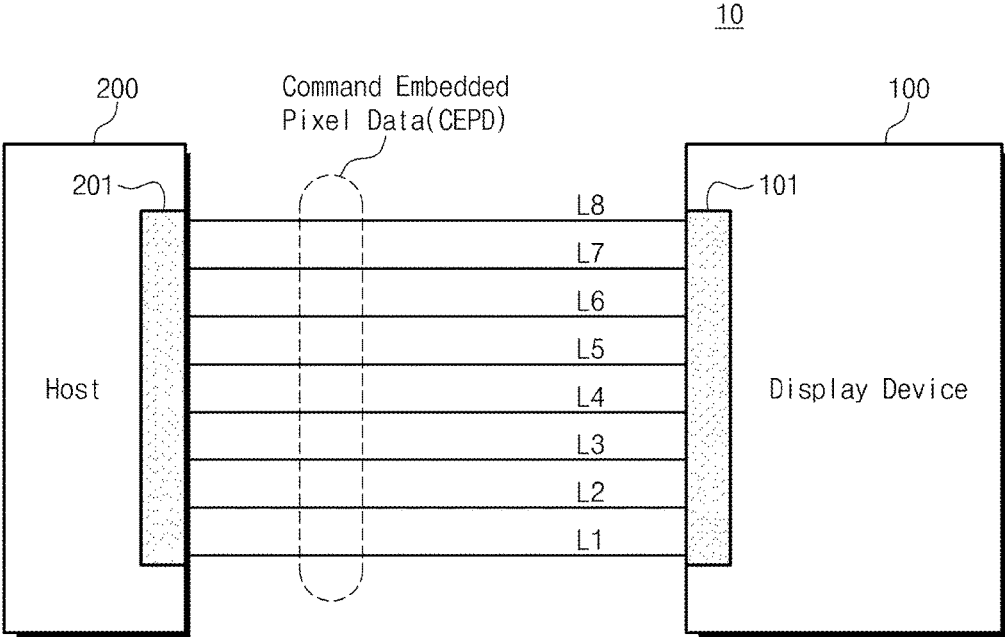 10
200
Command Embedded
Pixel Data(CEPD)
100
201
101
L8
L7
L6
L5
L4
L3
L2
L1
Host
Display Device